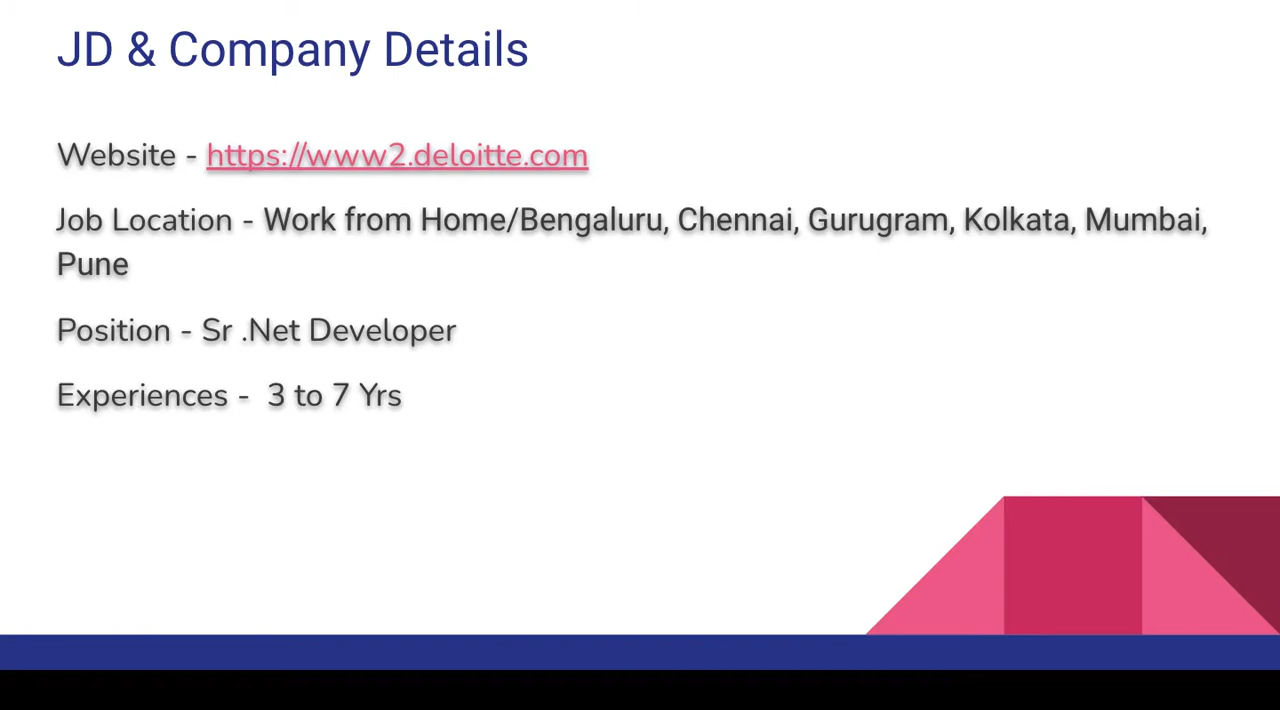 JD & Company Details
Website - https://www2.deloitte.com
Job Location - Work from Home/Bengaluru, Chennai, Gurugram, Kolkata, Mumbai,
Pune
Position - Sr .Net Developer
Experiences -  3 to 7 Yrs